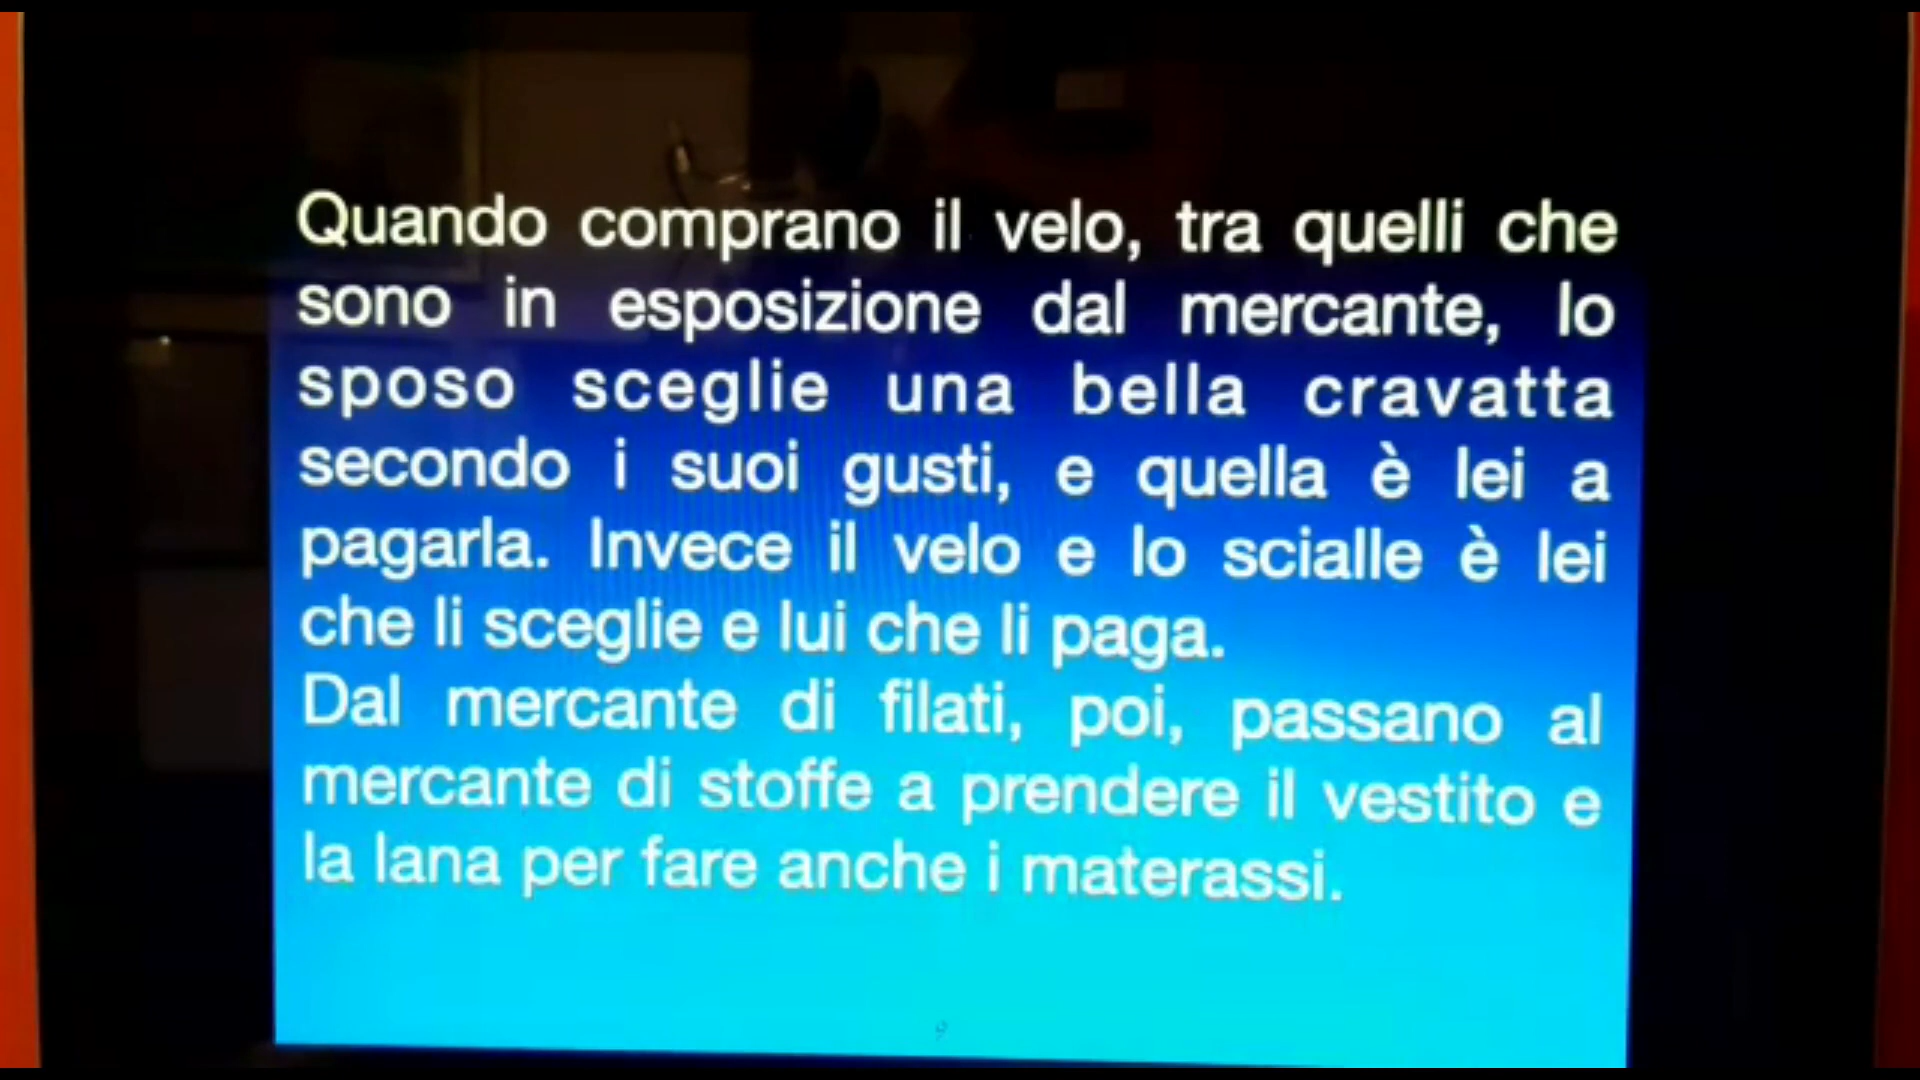 Quando comprano il velo, tra quelli che
sono in esposizione dal mercante, lo
sposo sceglie una bella cravatta
secondo i suoi gusti, e quella è lei a
pagarla. Invece il velo e lo scialle è lei
che li sceglie e lui che li paga.
Dal mercante di filati, poi, passano al
mercante di stoffe a prendere il vestito e
la lana per fare anche i materassi.
9